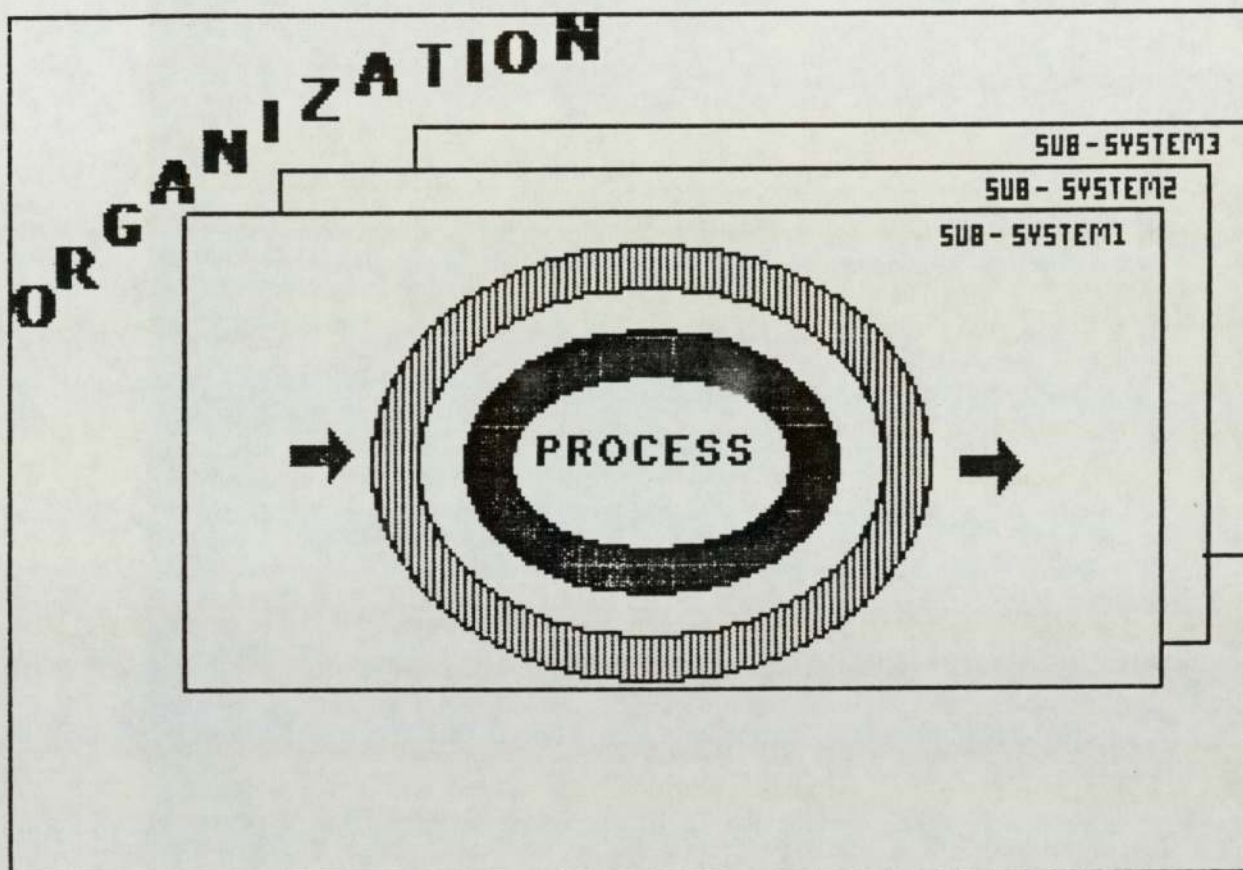 ORGANIZATION
SUB-SYSTEM3
SUB- SYSTEM2
SUB-SYSTEM1
PROCESS